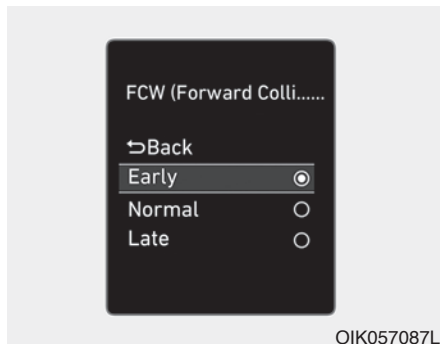 FCW (Forward Colli......
⮌Back
Early
Normal
Late
OIK057087L